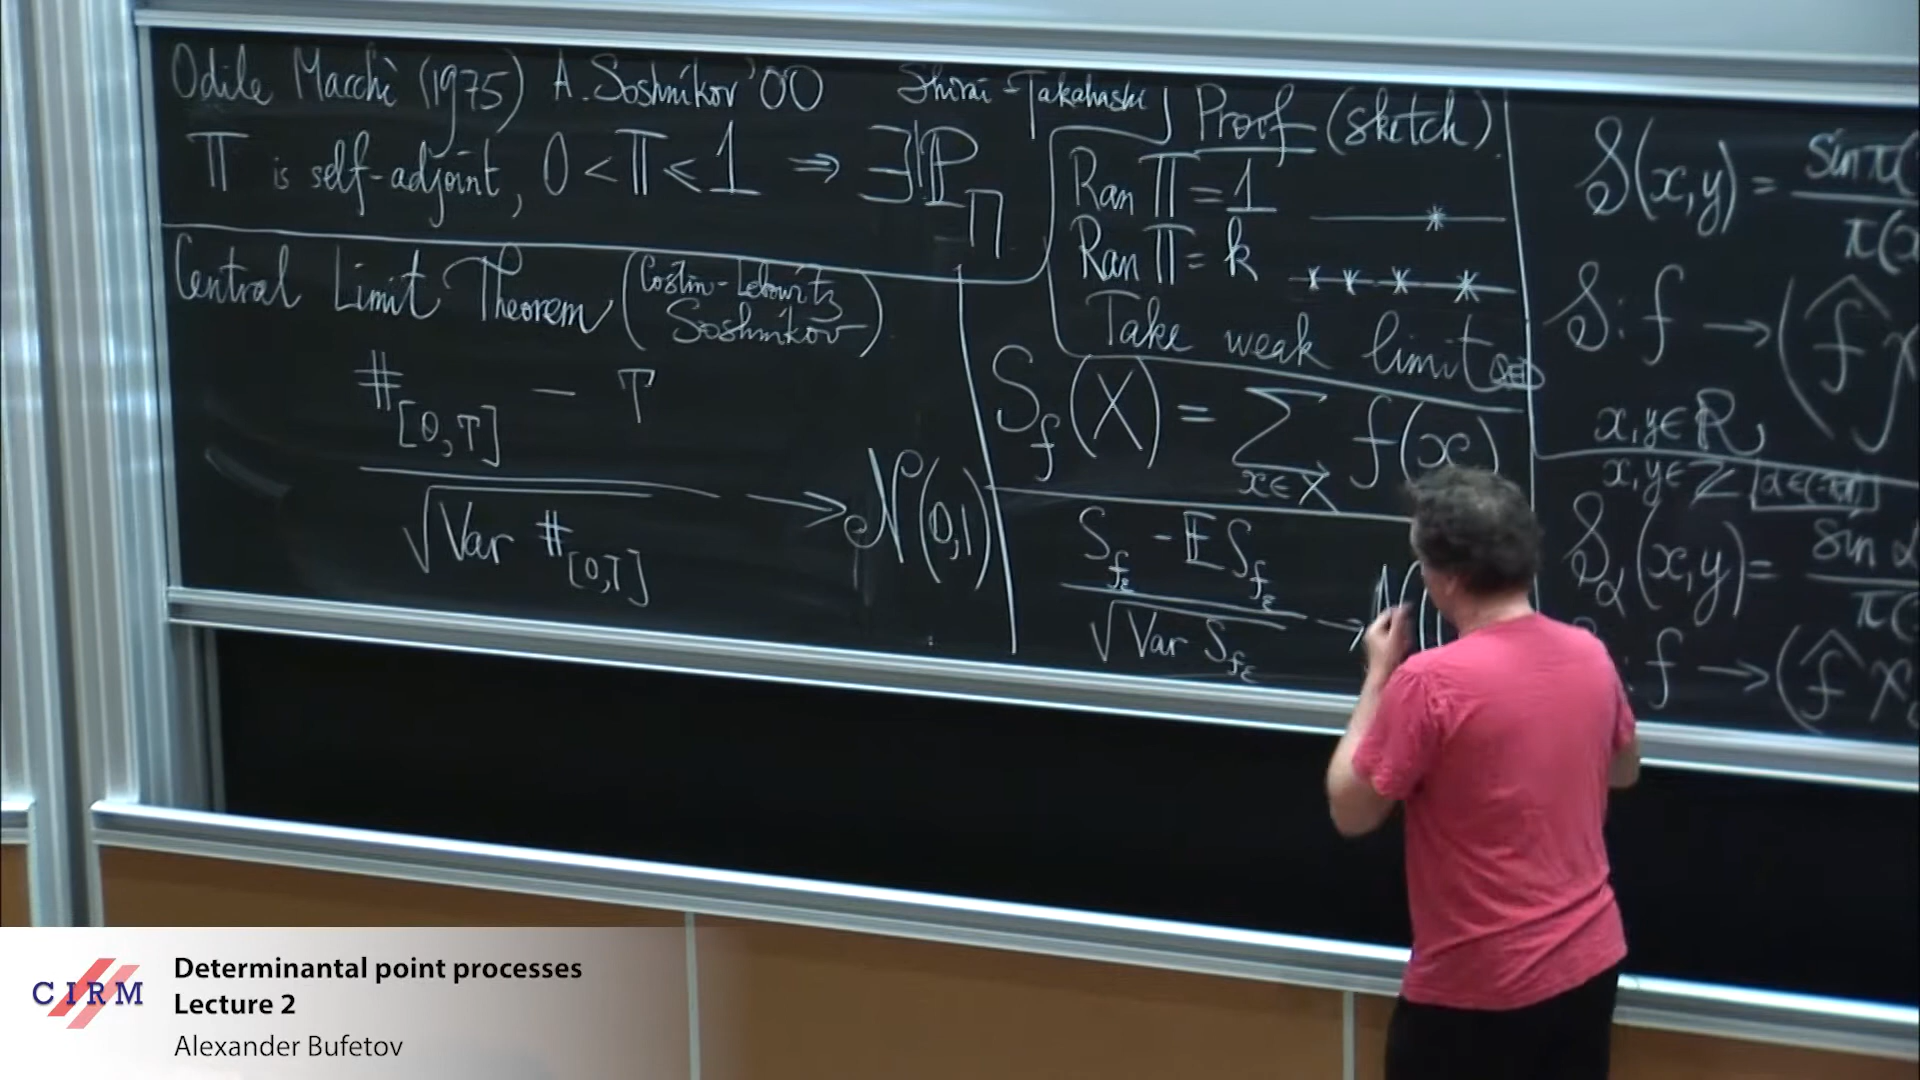 Odile Macchi (1975) A. Soshnikov '00 Shirai-Takahashi
Π is self-adjoint, 0 < Π ≤ 1 ⇒ ∃ ℙ_Π
Central Limit Theorem (Costin-Lebowitz
Soshnikov)
#_[0,T] − T
√Var #_[0,T] → N(0,1)
Proof (sketch)
Ran Π = 1
Ran Π = k
Take weak limits QED
S_f(X) = Σ_{x∈X} f(x)
S_{f_ε} − 𝔼 S_{f_ε}
√Var S_{f_ε} → N(
S(x,y) = sin π(
π(x
S: f → (f̂ χ
x,y ∈ ℝ
x,y ∈ ℤ
S_α(x,y) = sin α
π(
: f → (f̂ χ
CIRM
Determinantal point processes
Lecture 2
Alexander Bufetov